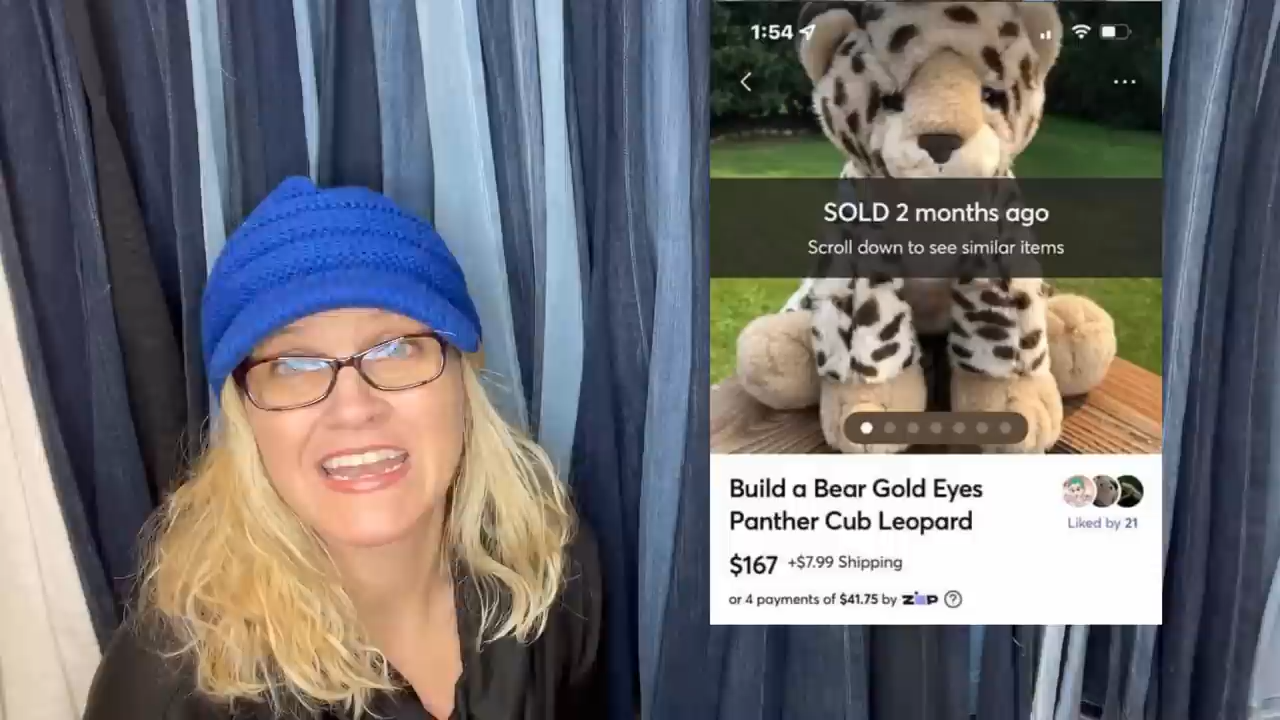 1:54
SOLD 2 months ago
Scroll down to see similar items
Build a Bear Gold Eyes
Panther Cub Leopard
Liked by 21
$167 +$7.99 Shipping
or 4 payments of $41.75 by ZIP ?